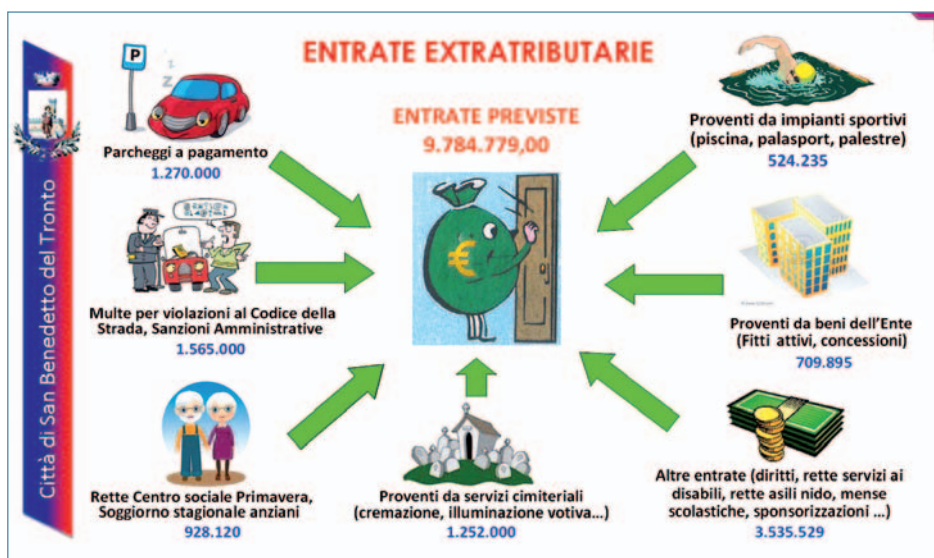 ENTRATE EXTRATRIBUTARIE
ENTRATE PREVISTE
9.784.779,00
Città di San Benedetto del Tronto
P
z
z
Parcheggi a pagamento
1.270.000
Multe per violazioni al Codice della
Strada, Sanzioni Amministrative
1.565.000
Rette Centro sociale Primavera,
Soggiorno stagionale anziani
928.120
€
Proventi da servizi cimiteriali
(cremazione, illuminazione votiva...)
1.252.000
Proventi da impianti sportivi
(piscina, palasport, palestre)
524.235
Proventi da beni dell'Ente
(Fitti attivi, concessioni)
709.895
Altre entrate (diritti, rette servizi ai
disabili, rette asili nido, mense
scolastiche, sponsorizzazioni ...)
3.535.529